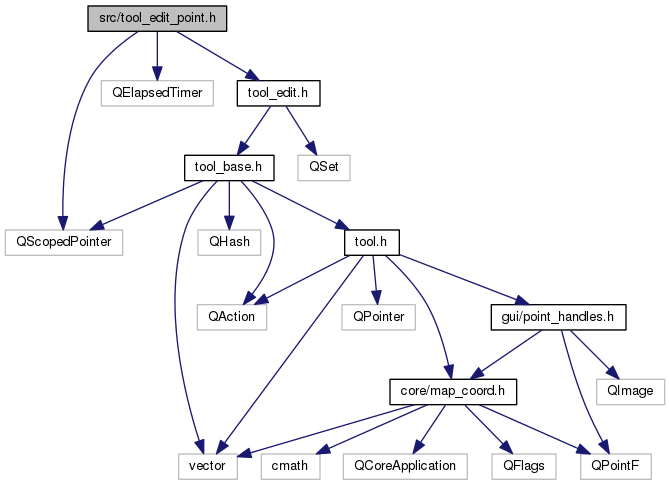 src/tool_edit_point.h
QElapsedTimer
tool_edit.h
tool_base.h
QSet
QScopedPointer
QHash
tool.h
QAction
QPointer
gui/point_handles.h
core/map_coord.h
QImage
vector
cmath
QCoreApplication
QFlags
QPointF